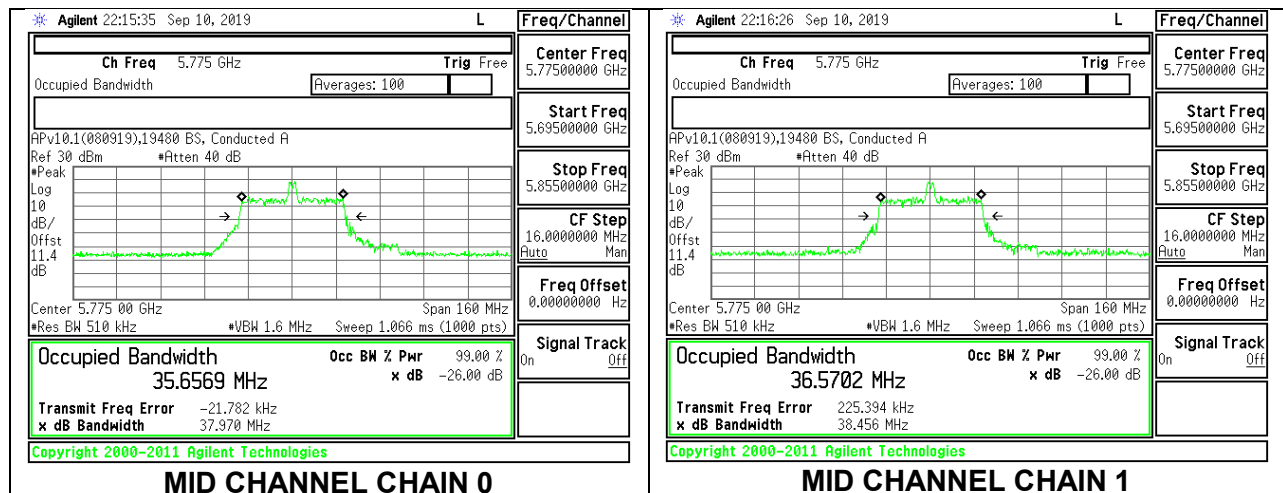 Agilent 22:15:35 Sep 10, 2019 L
Freq/Channel
Ch Freq 5.775 GHz Trig Free
Occupied Bandwidth Averages: 100
Center Freq
5.77500000 GHz
Start Freq
5.69500000 GHz
APv10.1(080919),19480 BS, Conducted A
Ref 30 dBm #Atten 40 dB
#Peak
Log
10
dB/
Offst
11.4
dB
Stop Freq
5.85500000 GHz
CF Step
16.0000000 MHz
Auto Man
Freq Offset
0.00000000 Hz
Center 5.775 00 GHz Span 160 MHz
#Res BW 510 kHz #VBW 1.6 MHz Sweep 1.066 ms (1000 pts)
Signal Track
On Off
Occupied Bandwidth Occ BW % Pwr 99.00 %
35.6569 MHz x dB -26.00 dB
Transmit Freq Error -21.782 kHz
x dB Bandwidth 37.970 MHz
Copyright 2000-2011 Agilent Technologies
MID CHANNEL CHAIN 0
Agilent 22:16:26 Sep 10, 2019 L
Freq/Channel
Ch Freq 5.775 GHz Trig Free
Occupied Bandwidth Averages: 100
Center Freq
5.77500000 GHz
Start Freq
5.69500000 GHz
APv10.1(080919),19480 BS, Conducted A
Ref 30 dBm #Atten 40 dB
#Peak
Log
10
dB/
Offst
11.4
dB
Stop Freq
5.85500000 GHz
CF Step
16.0000000 MHz
Auto Man
Freq Offset
0.00000000 Hz
Center 5.775 00 GHz Span 160 MHz
#Res BW 510 kHz #VBW 1.6 MHz Sweep 1.066 ms (1000 pts)
Signal Track
On Off
Occupied Bandwidth Occ BW % Pwr 99.00 %
36.5702 MHz x dB -26.00 dB
Transmit Freq Error 225.394 kHz
x dB Bandwidth 38.456 MHz
Copyright 2000-2011 Agilent Technologies
MID CHANNEL CHAIN 1